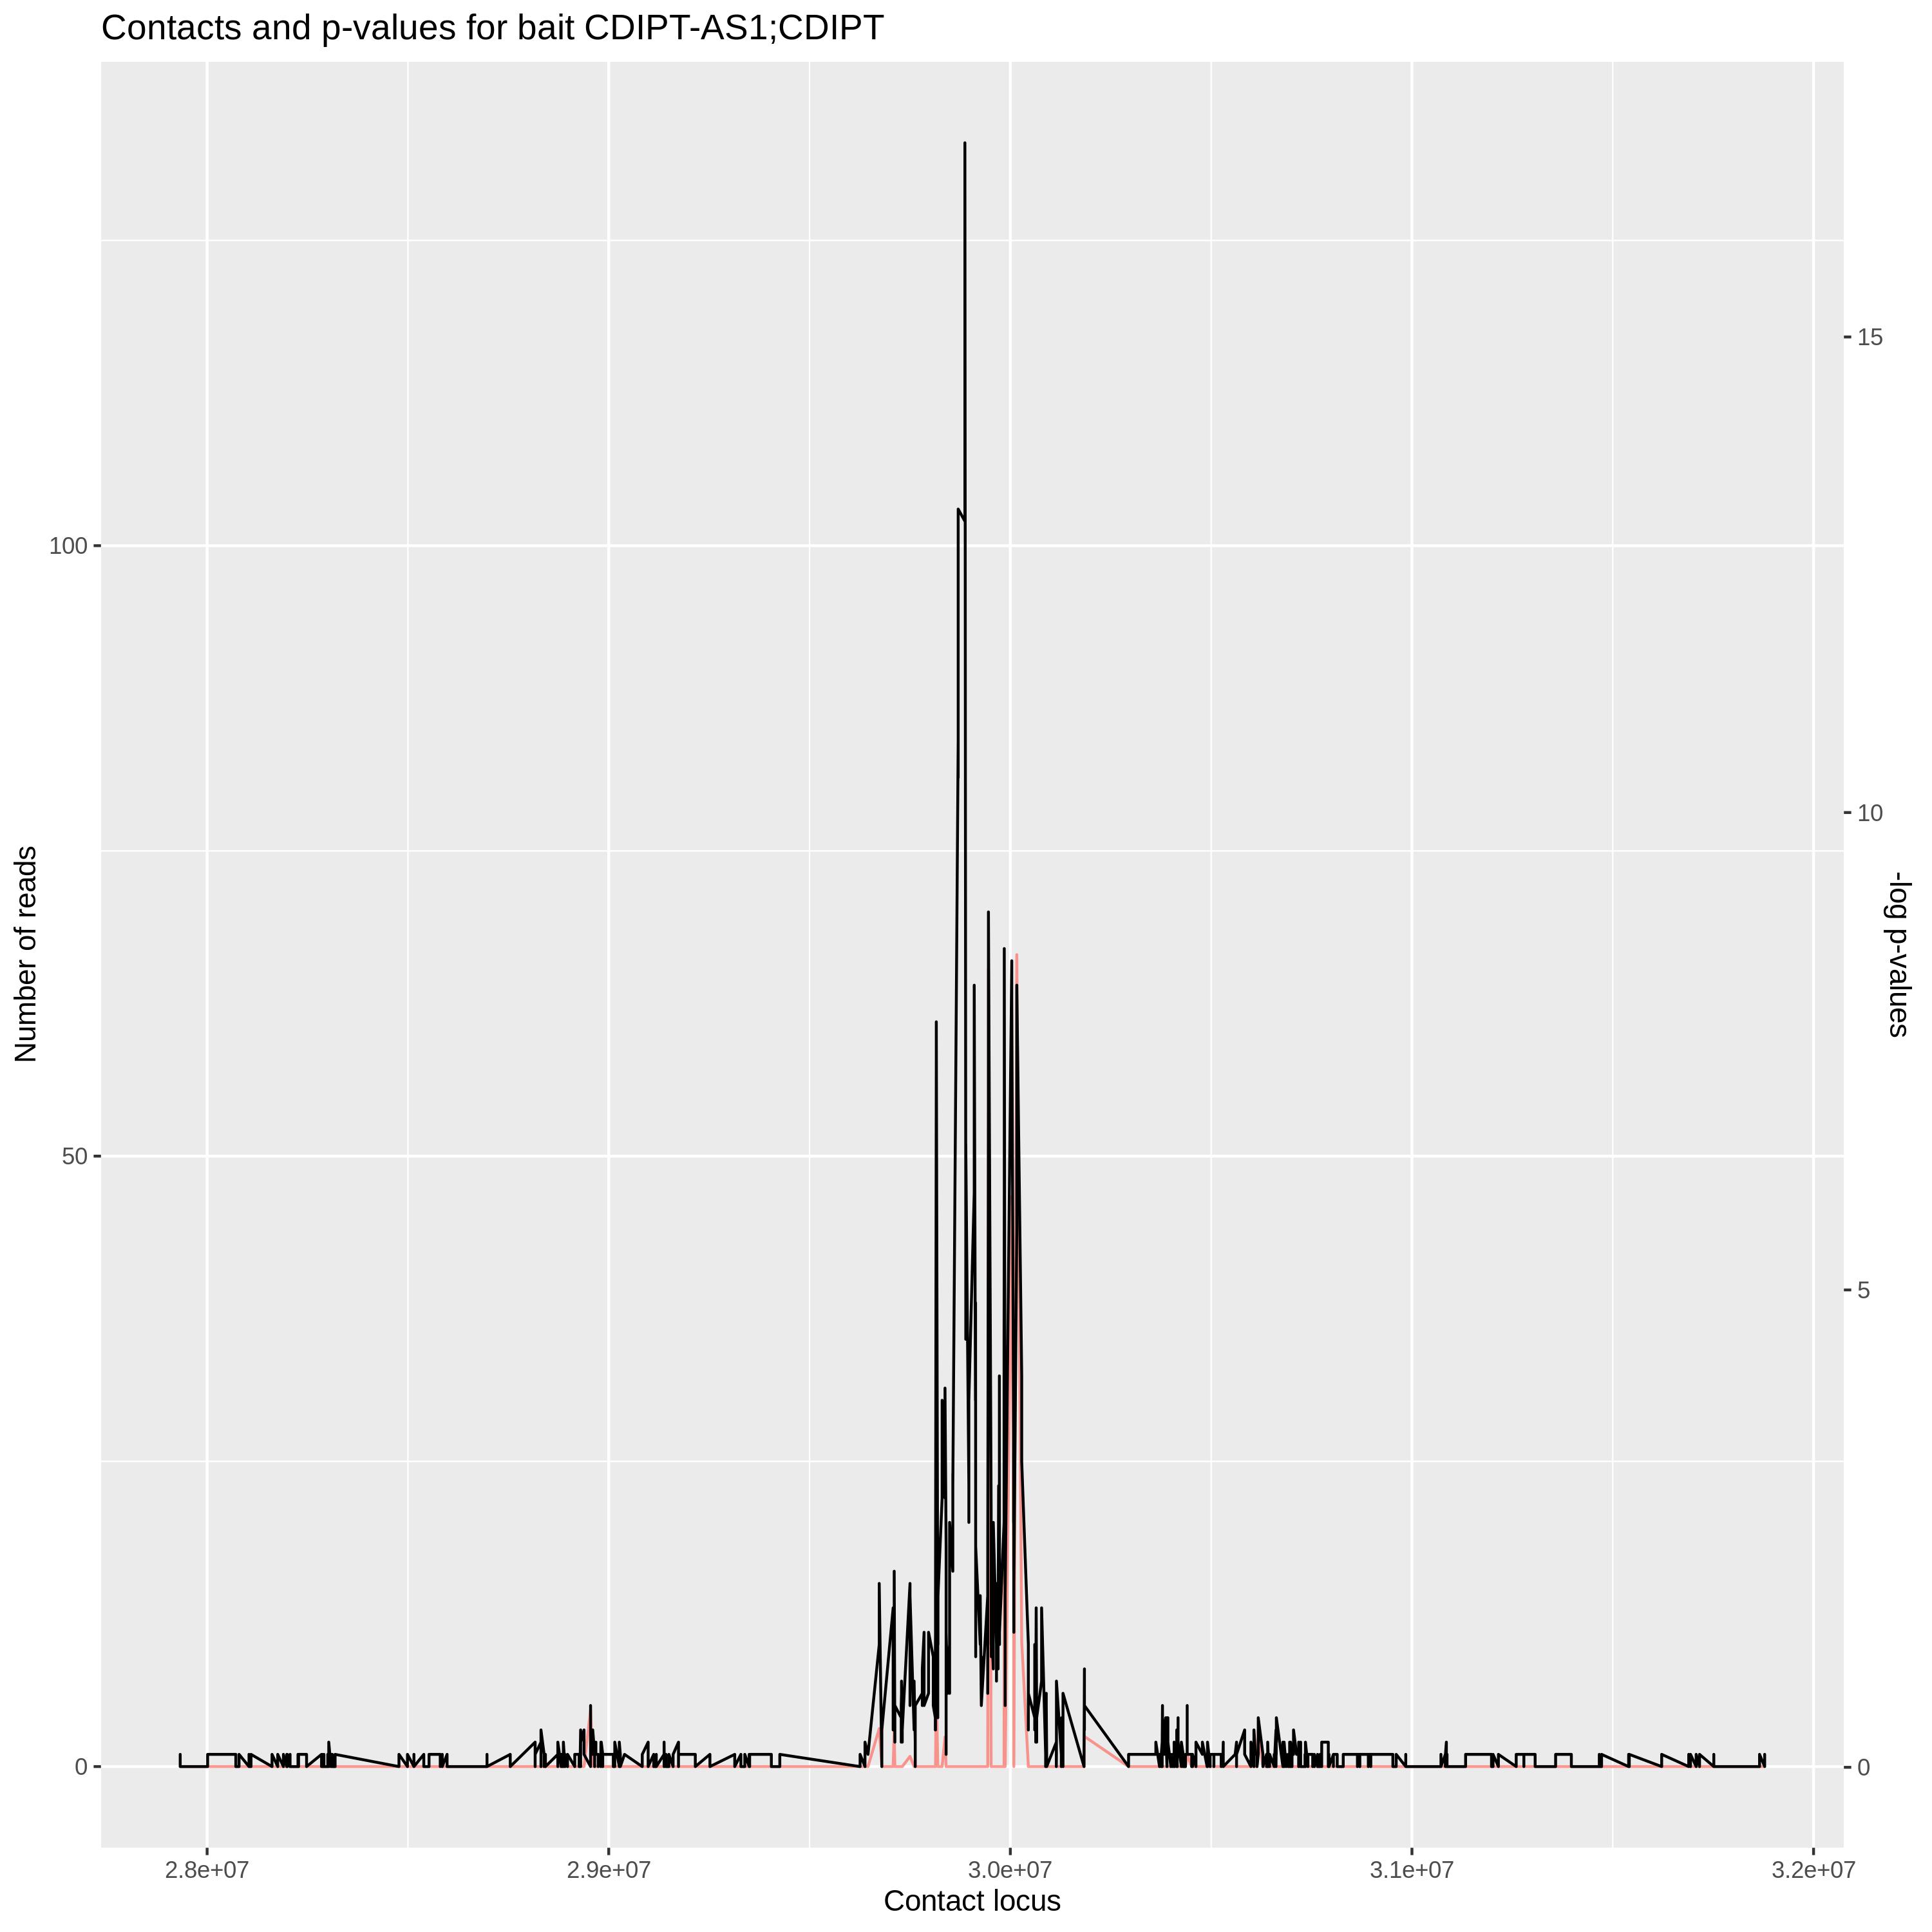 Contacts and p-values for bait CDIPT-AS1;CDIPT
Number of reads
100
50
0
15
10
5
0
-log p-values
2.8e+07
2.9e+07
3.0e+07
3.1e+07
3.2e+07
Contact locus